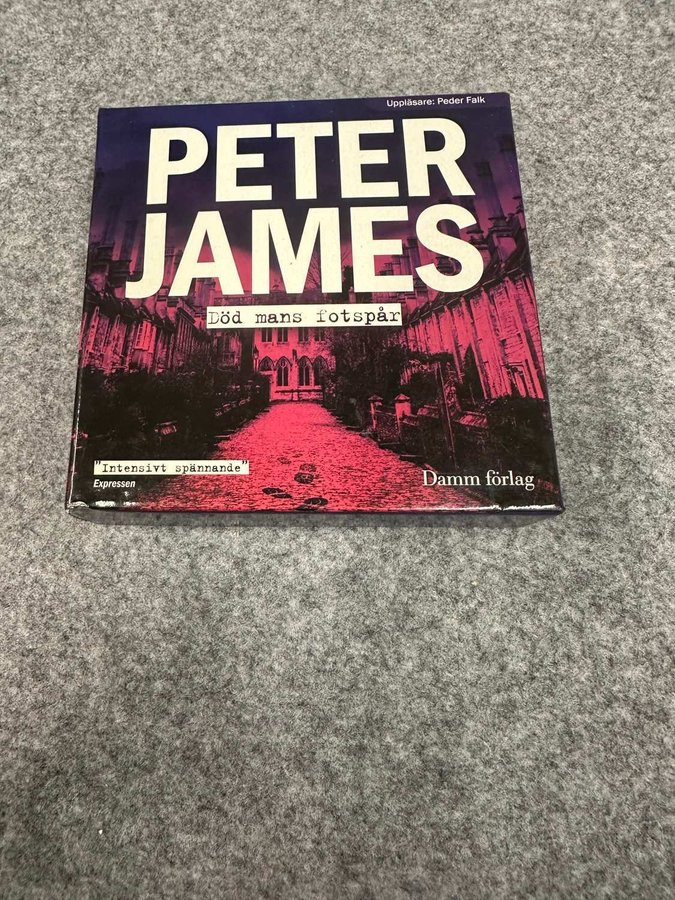 Uppläsare: Peder Falk
PETER
JAMES
Död mans fotspår
"Intensivt spännande"
Expressen
Damm förlag